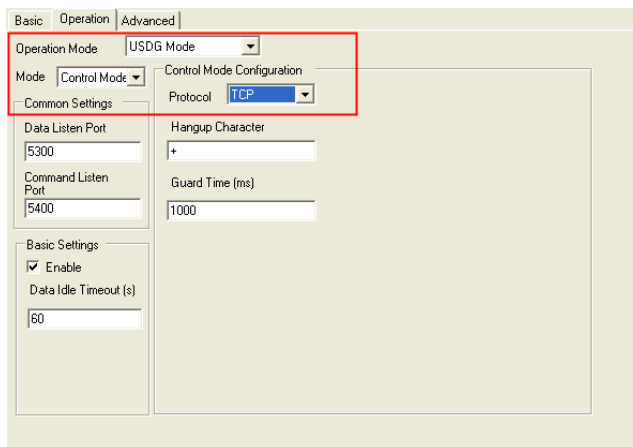 Basic Operation Advanced
Operation Mode USDG Mode
Mode Control Mode
Control Mode Configuration
Protocol TCP
Common Settings
Data Listen Port
5300
Command Listen
Port
5400
Hangup Character
+
Guard Time (ms)
1000
Basic Settings
Enable
Data Idle Timeout (s)
60